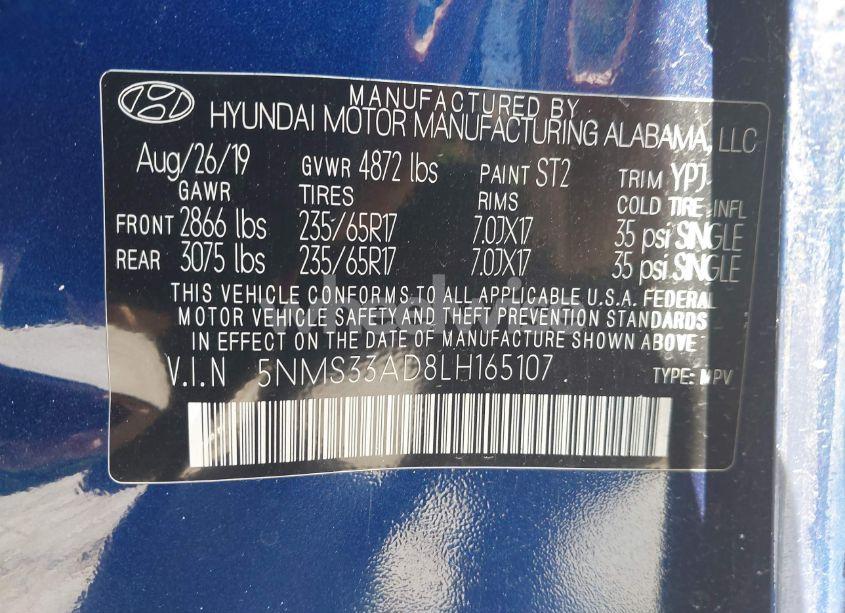 MANUFACTURED BY
HYUNDAI MOTOR MANUFACTURING ALABAMA, LLC
Aug/26/19 GVWR 4872 lbs PAINT ST2 TRIM YPJ
GAWR TIRES RIMS COLD TIRE INFL
FRONT 2866 lbs 235/65R17 7.0JX17 35 psi SINGLE
REAR 3075 lbs 235/65R17 7.0JX17 35 psi SINGLE
THIS VEHICLE CONFORMS TO ALL APPLICABLE U.S.A. FEDERAL
MOTOR VEHICLE SAFETY AND THEFT PREVENTION STANDARDS
IN EFFECT ON THE DATE OF MANUFACTURE SHOWN ABOVE
V.I.N 5NMS33AD8LH165107 TYPE: MPV